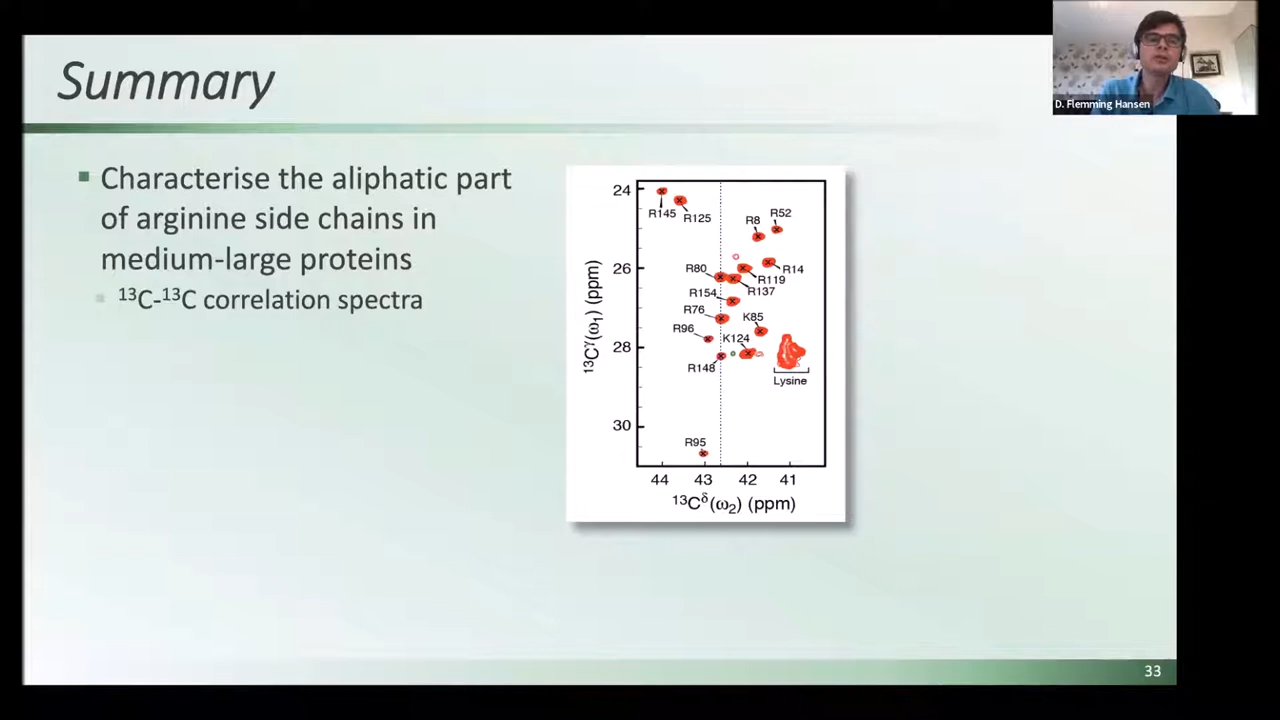 Summary
D. Flemming Hansen
▪ Characterise the aliphatic part
of arginine side chains in
medium-large proteins
▪ ¹³C-¹³C correlation spectra
24
R145
R125
R8
R52
26
R80
R14
R119
R137
R154
R76
K85
R96
K124
28
R148
Lysine
30
R95
44 43 42 41
¹³Cᵞ(ω₁) (ppm)
¹³Cᵟ(ω₂) (ppm)
33